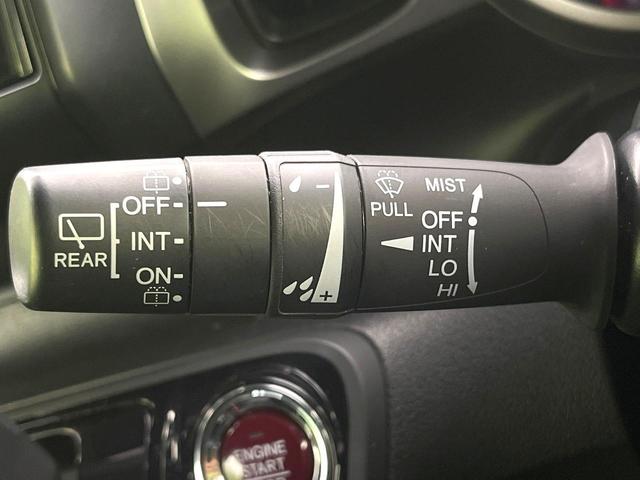 REAR
OFF
INT
ON
- +
PULL
MIST
OFF
INT
LO
HI
ENGINE
START